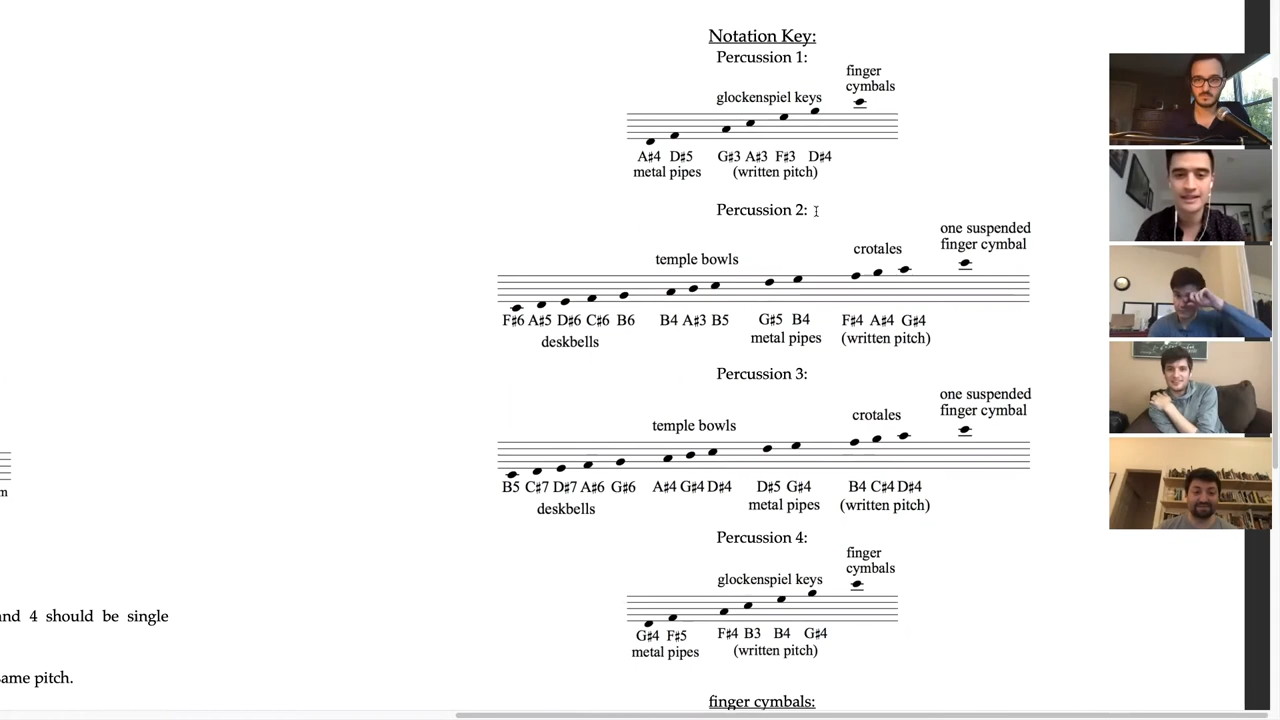 Notation Key:
Percussion 1:
finger
cymbals
glockenspiel keys
A♯4 D♯5 G♯3 A♯3 F♯3 D♯4
metal pipes (written pitch)
Percussion 2:
one suspended
finger cymbal
crotales
temple bowls
F♯6 A♯5 D♯6 C♯6 B6 B4 A♯3 B5 G♯5 B4 F♯4 A♯4 G♯4
metal pipes (written pitch)
deskbells
Percussion 3:
one suspended
finger cymbal
crotales
temple bowls
B5 C♯7 D♯7 A♯6 G♯6 A♯4 G♯4 D♯4 D♯5 G♯4 B4 C♯4 D♯4
metal pipes (written pitch)
deskbells
Percussion 4:
finger
cymbals
glockenspiel keys
G♯4 F♯5 F♯4 B3 B4 G♯4
metal pipes (written pitch)
finger cymbals:
m
and 4 should be single
same pitch.